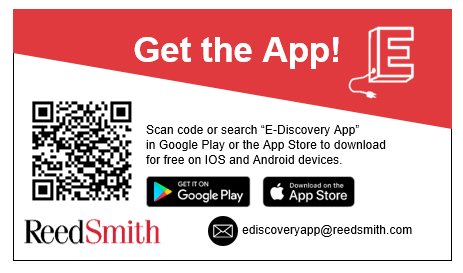 Get the App!
E
Scan code or search “E-Discovery App”
in Google Play or the App Store to download
for free on IOS and Android devices.
GET IT ON
Google Play
Download on the
App Store
ReedSmith
ediscoveryapp@reedsmith.com